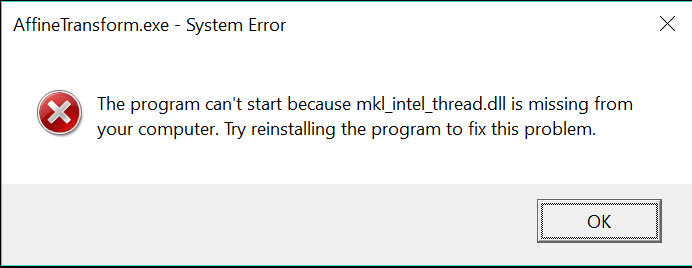 AffineTransform.exe - System Error
The program can't start because mkl_intel_thread.dll is missing from
your computer. Try reinstalling the program to fix this problem.
OK